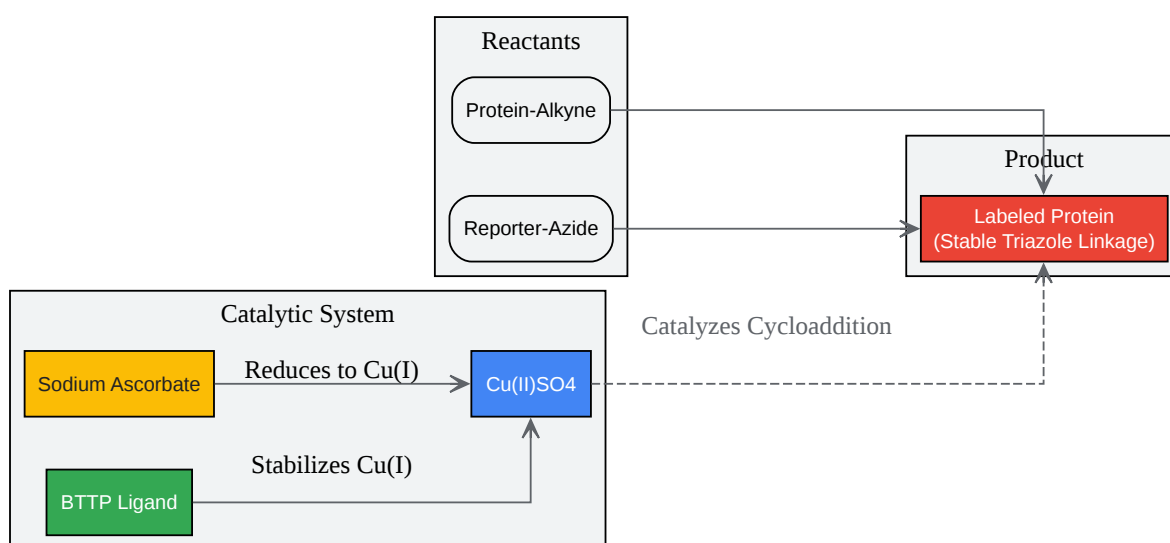 Reactants
Protein-Alkyne
Reporter-Azide
Product
Labeled Protein
(Stable Triazole Linkage)
Catalytic System
Sodium Ascorbate
Reduces to Cu(I)
Cu(II)SO4
Catalyzes Cycloaddition
Stabilizes Cu(I)
BTTP Ligand